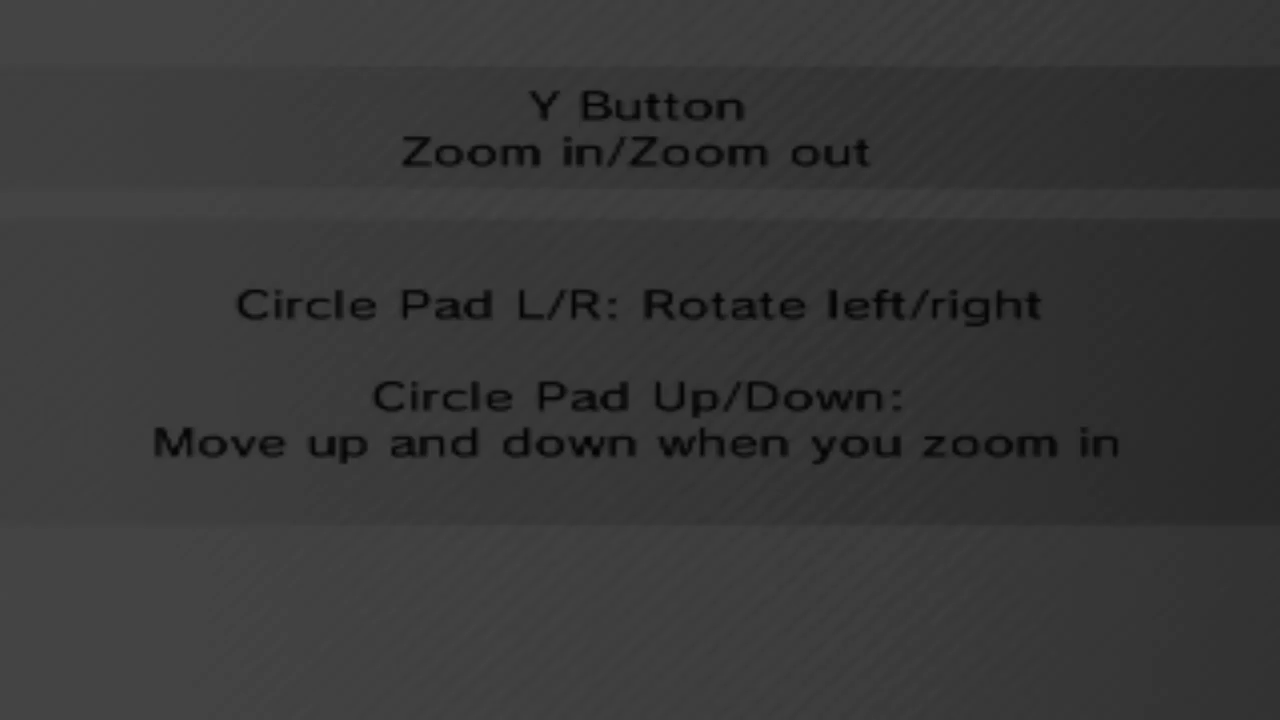 Y Button
Zoom in/Zoom out
Circle Pad L/R: Rotate left/right
Circle Pad Up/Down:
Move up and down when you zoom in